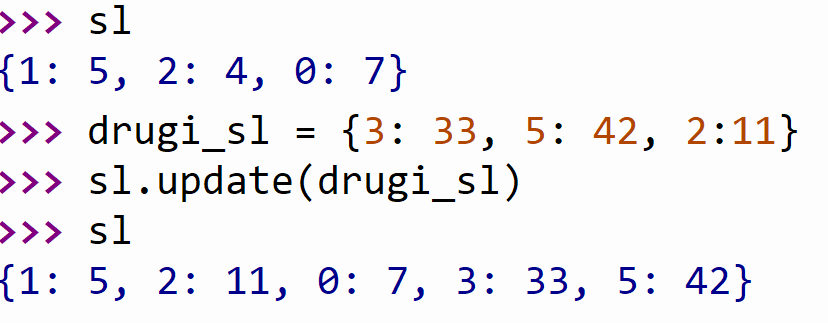 >>> sl
{1: 5, 2: 4, 0: 7}
>>> drugi_sl = {3: 33, 5: 42, 2:11}
>>> sl.update(drugi_sl)
>>> sl
{1: 5, 2: 11, 0: 7, 3: 33, 5: 42}